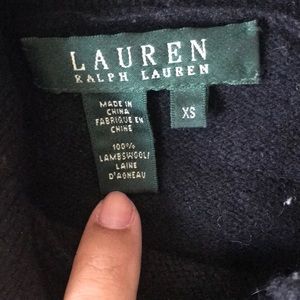 LAUREN
RALPH LAUREN
MADE IN
CHINA
FABRIQUE EN
CHINE
XS
100%
LAMBSWOOL/
LAINE
D'AGNEAU